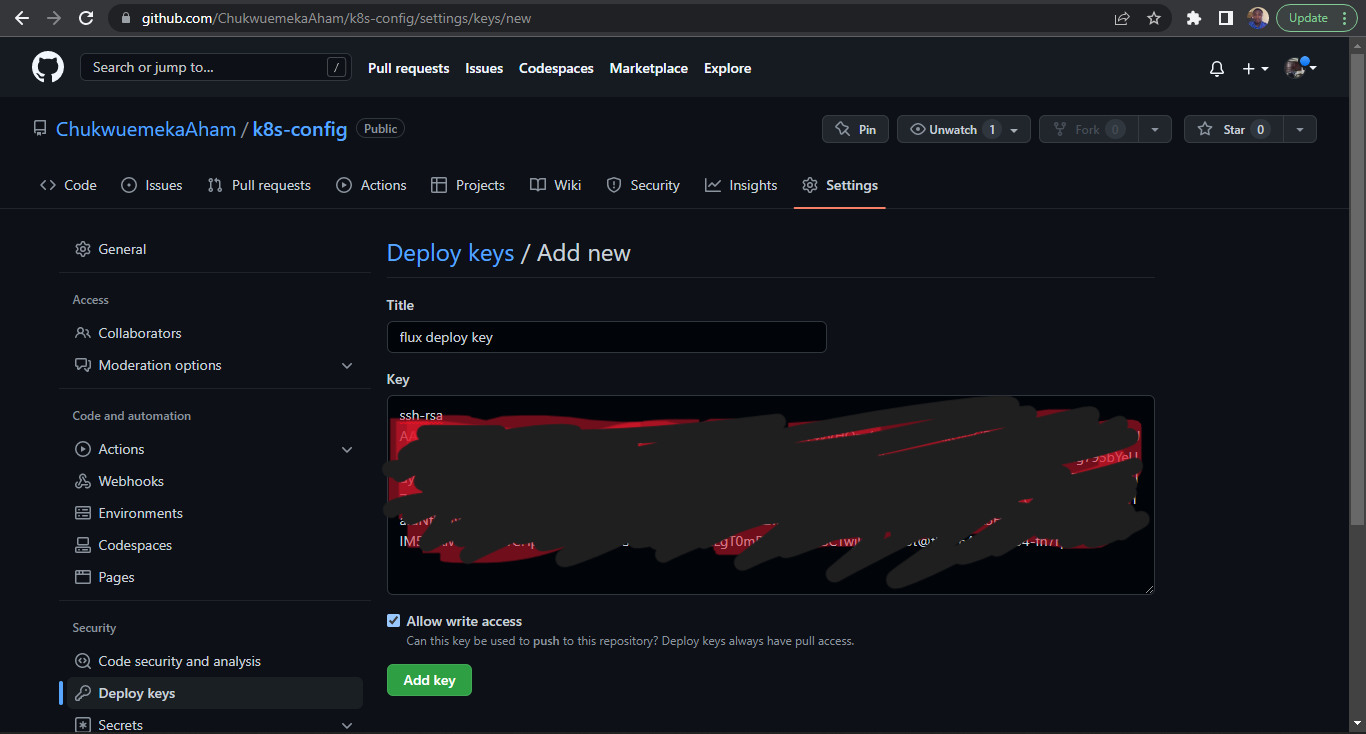 github.com/ChukwuemekaAham/k8s-config/settings/keys/new
Update
Search or jump to... /
Pull requests Issues Codespaces Marketplace Explore
ChukwuemekaAham / k8s-config Public
Pin Unwatch 1 Fork 0 Star 0
Code Issues Pull requests Actions Projects Wiki Security Insights Settings
General
Access
Collaborators
Moderation options
Code and automation
Actions
Webhooks
Environments
Codespaces
Pages
Security
Code security and analysis
Deploy keys
Secrets
Deploy keys / Add new
Title
flux deploy key
Key
ssh-rsa
Allow write access
Can this key be used to push to this repository? Deploy keys always have pull access.
Add key